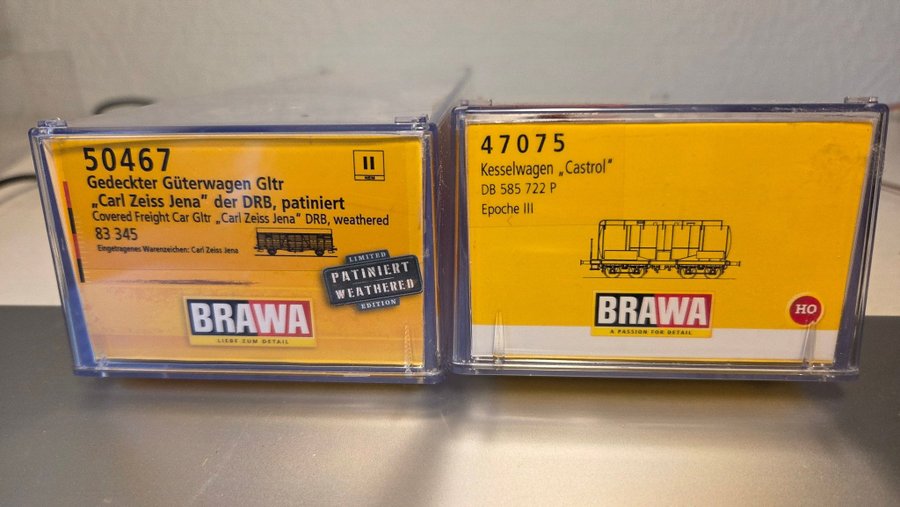 50467
II
Gedeckter Güterwagen Gltr
„Carl Zeiss Jena“ der DRB, patiniert
Covered Freight Car Gltr „Carl Zeiss Jena“ DRB, weathered
83 345
Eingetragenes Warenzeichen: Carl Zeiss Jena
LIMITED
PATINIERT
WEATHERED
EDITION
BRAWA
LIEBE ZUM DETAIL
47075
Kesselwagen „Castrol“
DB 585 722 P
Epoche III
BRAWA
A PASSION FOR DETAIL
HO